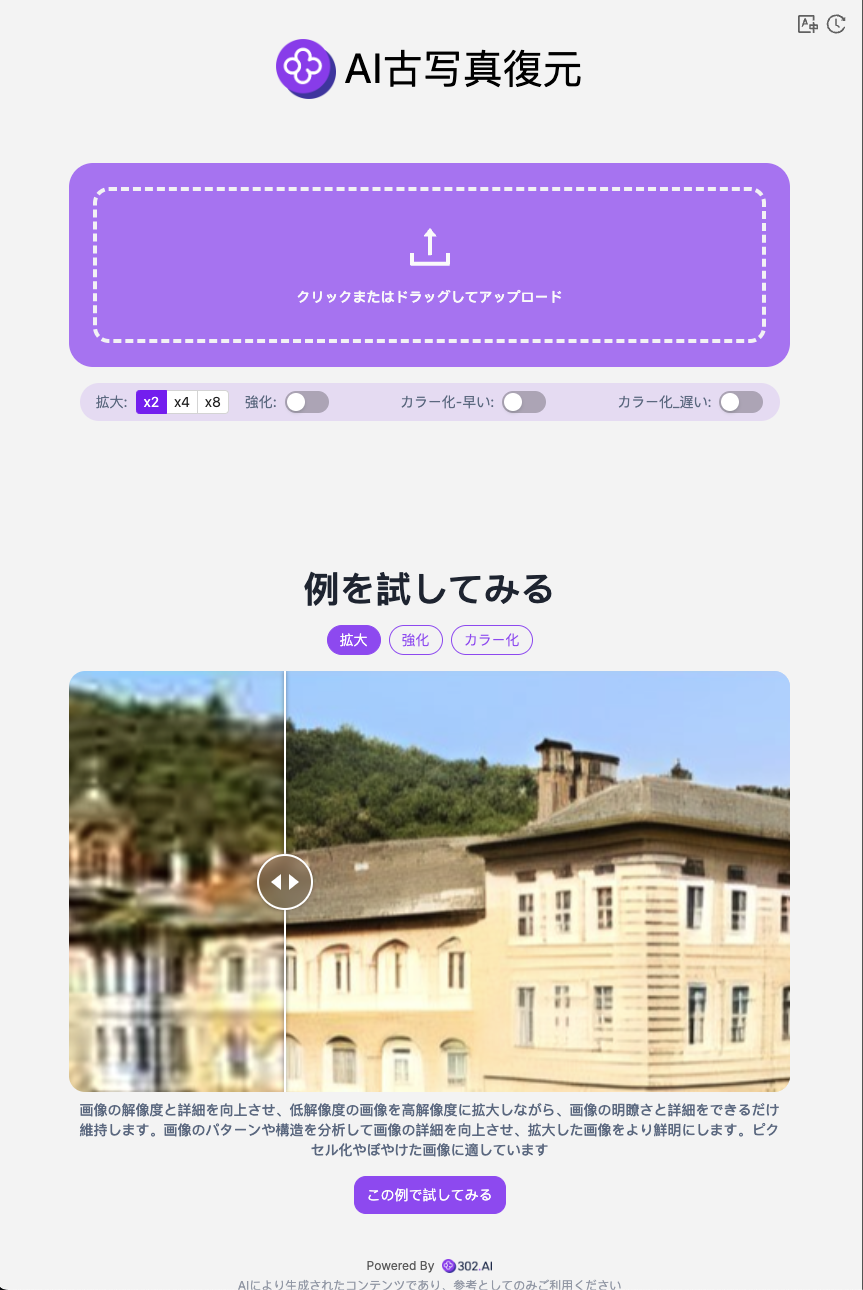 AI古写真復元
クリックまたはドラッグしてアップロード
拡大: x2 x4 x8 強化: カラー化-早い: カラー化_遅い:
例を試してみる
拡大 強化 カラー化
画像の解像度と詳細を向上させ、低解像度の画像を高解像度に拡大しながら、画像の明瞭さと詳細をできるだけ
維持します。画像のパターンや構造を分析して画像の詳細を向上させ、拡大した画像をより鮮明にします。ピク
セル化やぼやけた画像に適しています
この例で試してみる
Powered By 302.AI
AIにより生成されたコンテンツであり、参考としてのみご利用ください